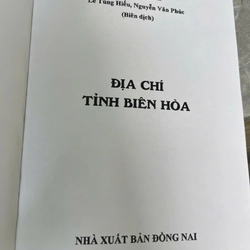 Lê Tùng Hiếu, Nguyễn Văn Phúc
(Biên dịch)
ĐỊA CHÍ
TỈNH BIÊN HÒA
NHÀ XUẤT BẢN ĐỒNG NAI